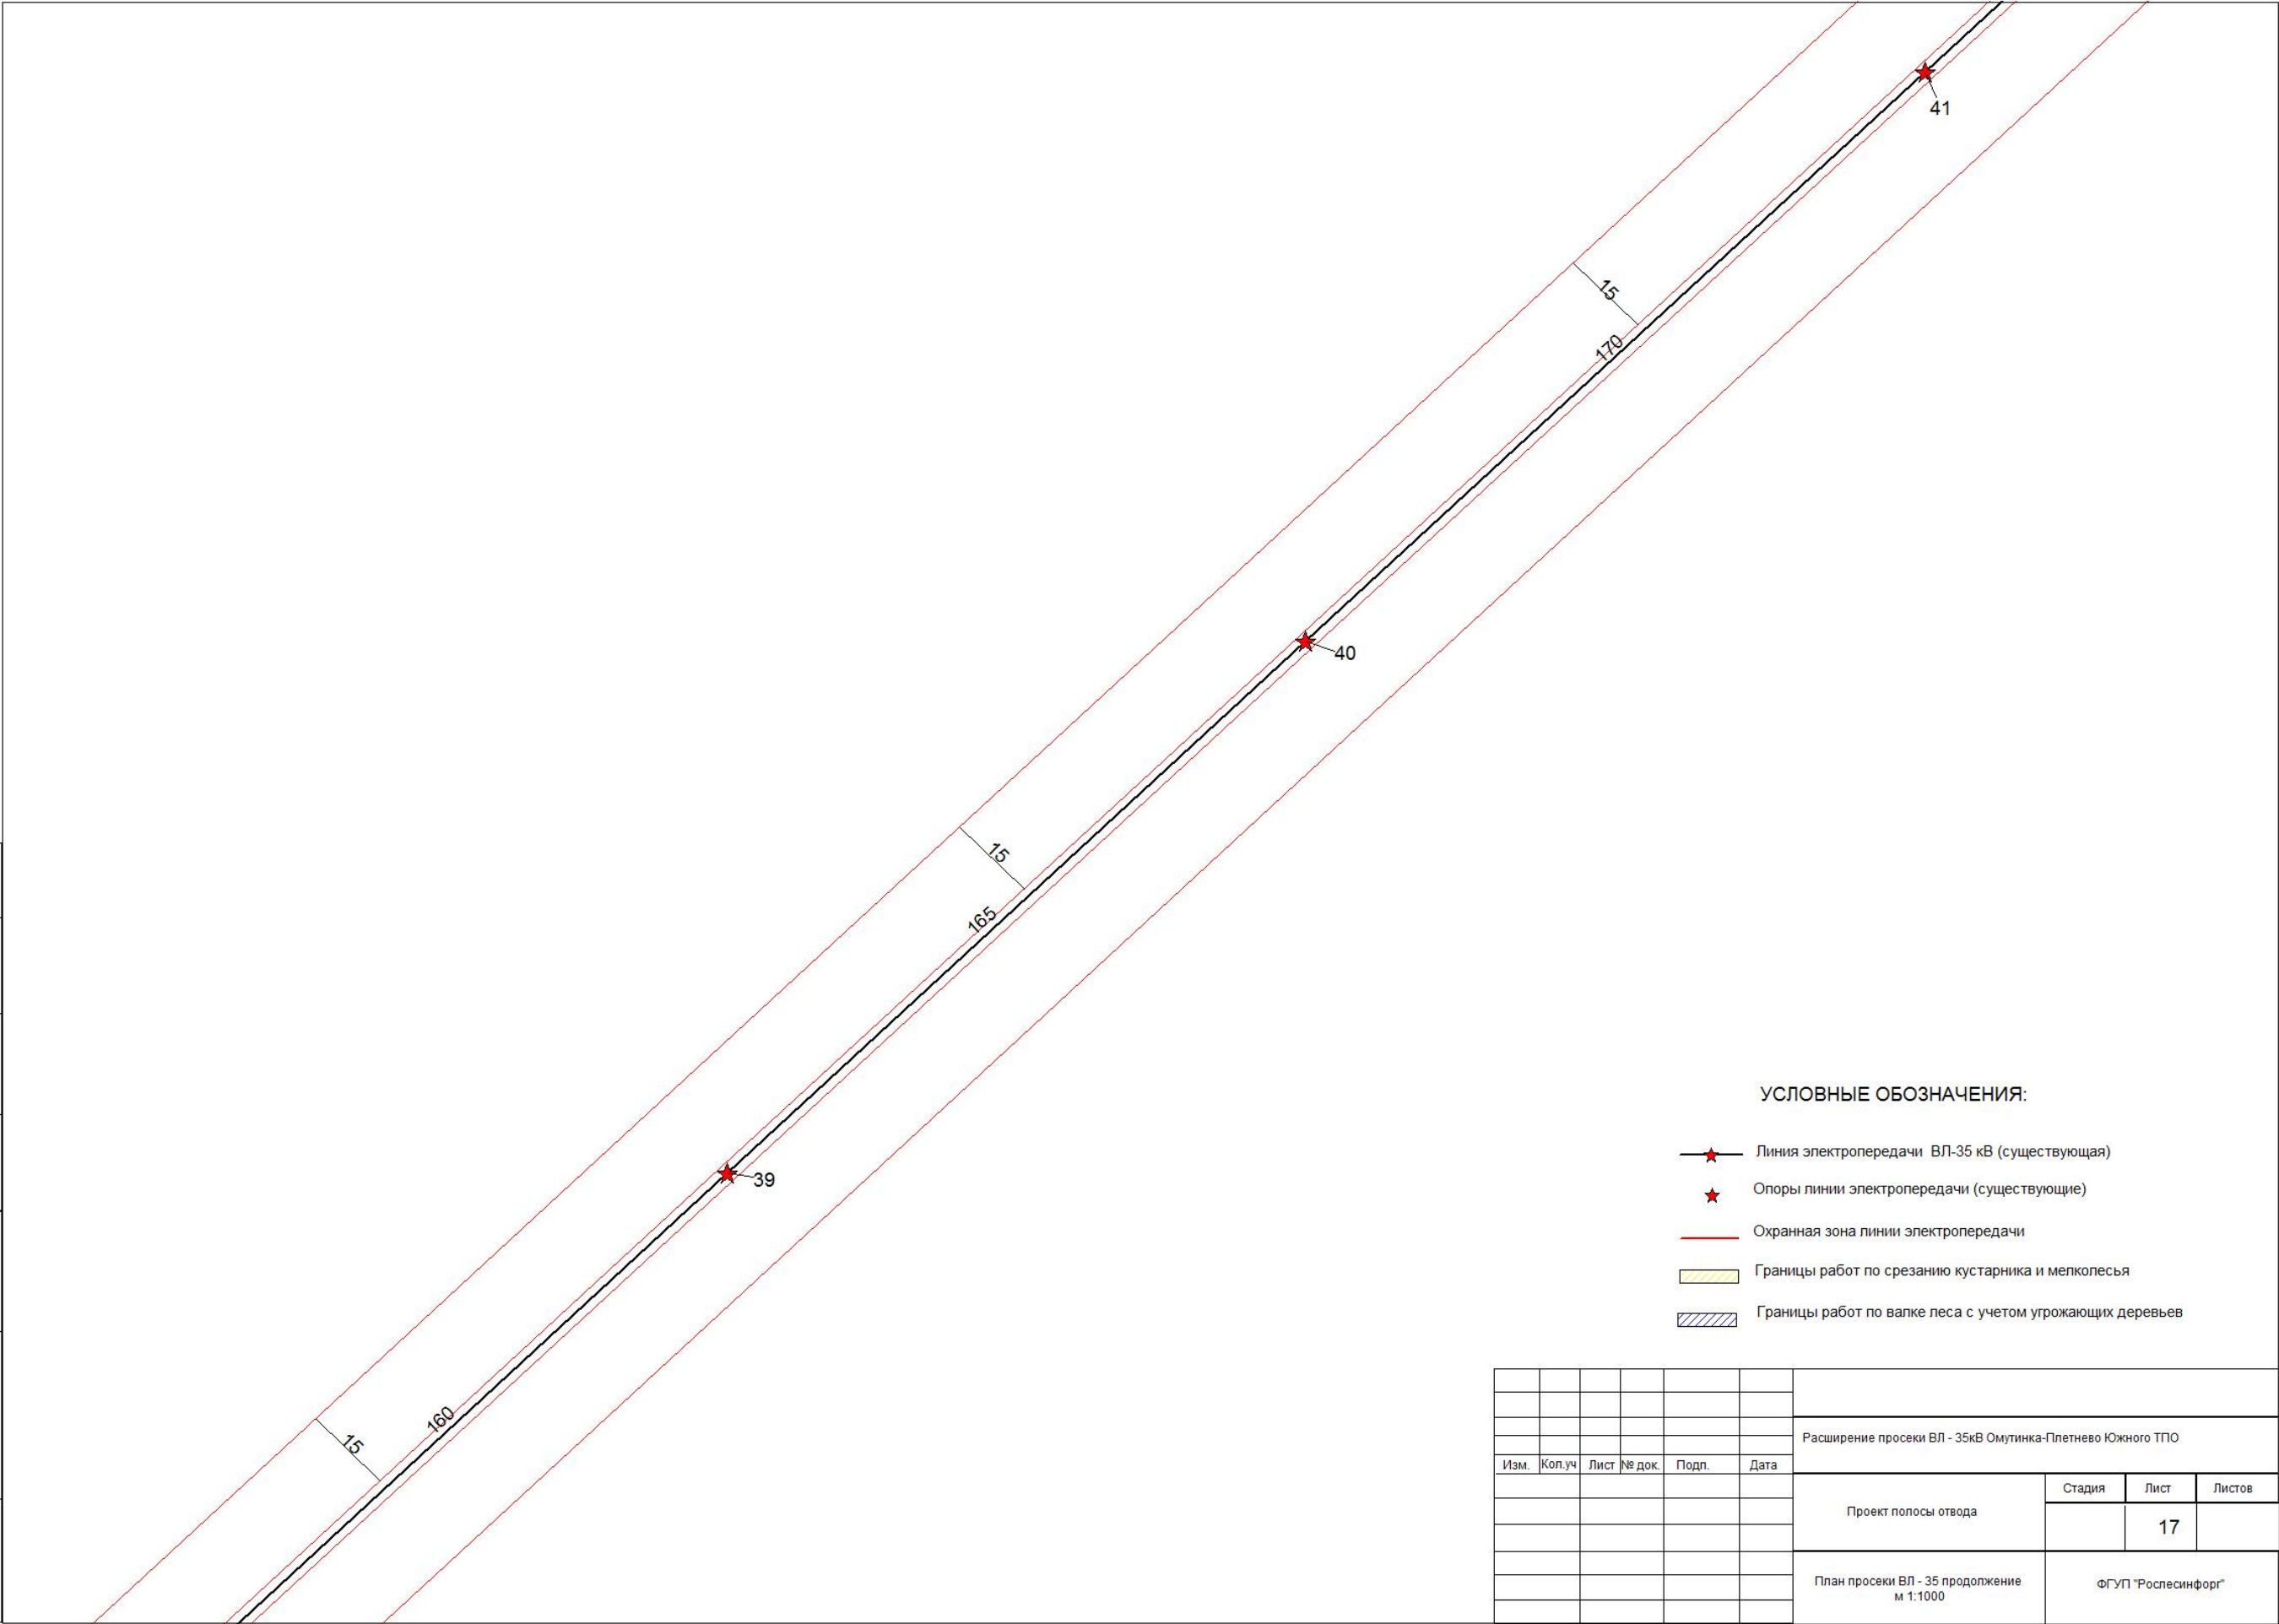 41
15
170
40
15
165
39
160
15
УСЛОВНЫЕ ОБОЗНАЧЕНИЯ:
Линия электропередачи ВЛ-35 кВ (существующая)
Опоры линии электропередачи (существующие)
Охранная зона линии электропередачи
Границы работ по срезанию кустарника и мелколесья
Границы работ по валке леса с учетом угрожающих деревьев
Расширение просеки ВЛ - 35кВ Омутинка-Плетнево Южного ТПО
Изм. Кол.уч Лист № док. Подп. Дата
Стадия Лист Листов
Проект полосы отвода
17
План просеки ВЛ - 35 продолжение
м 1:1000
ФГУП "Рослесинфорг"